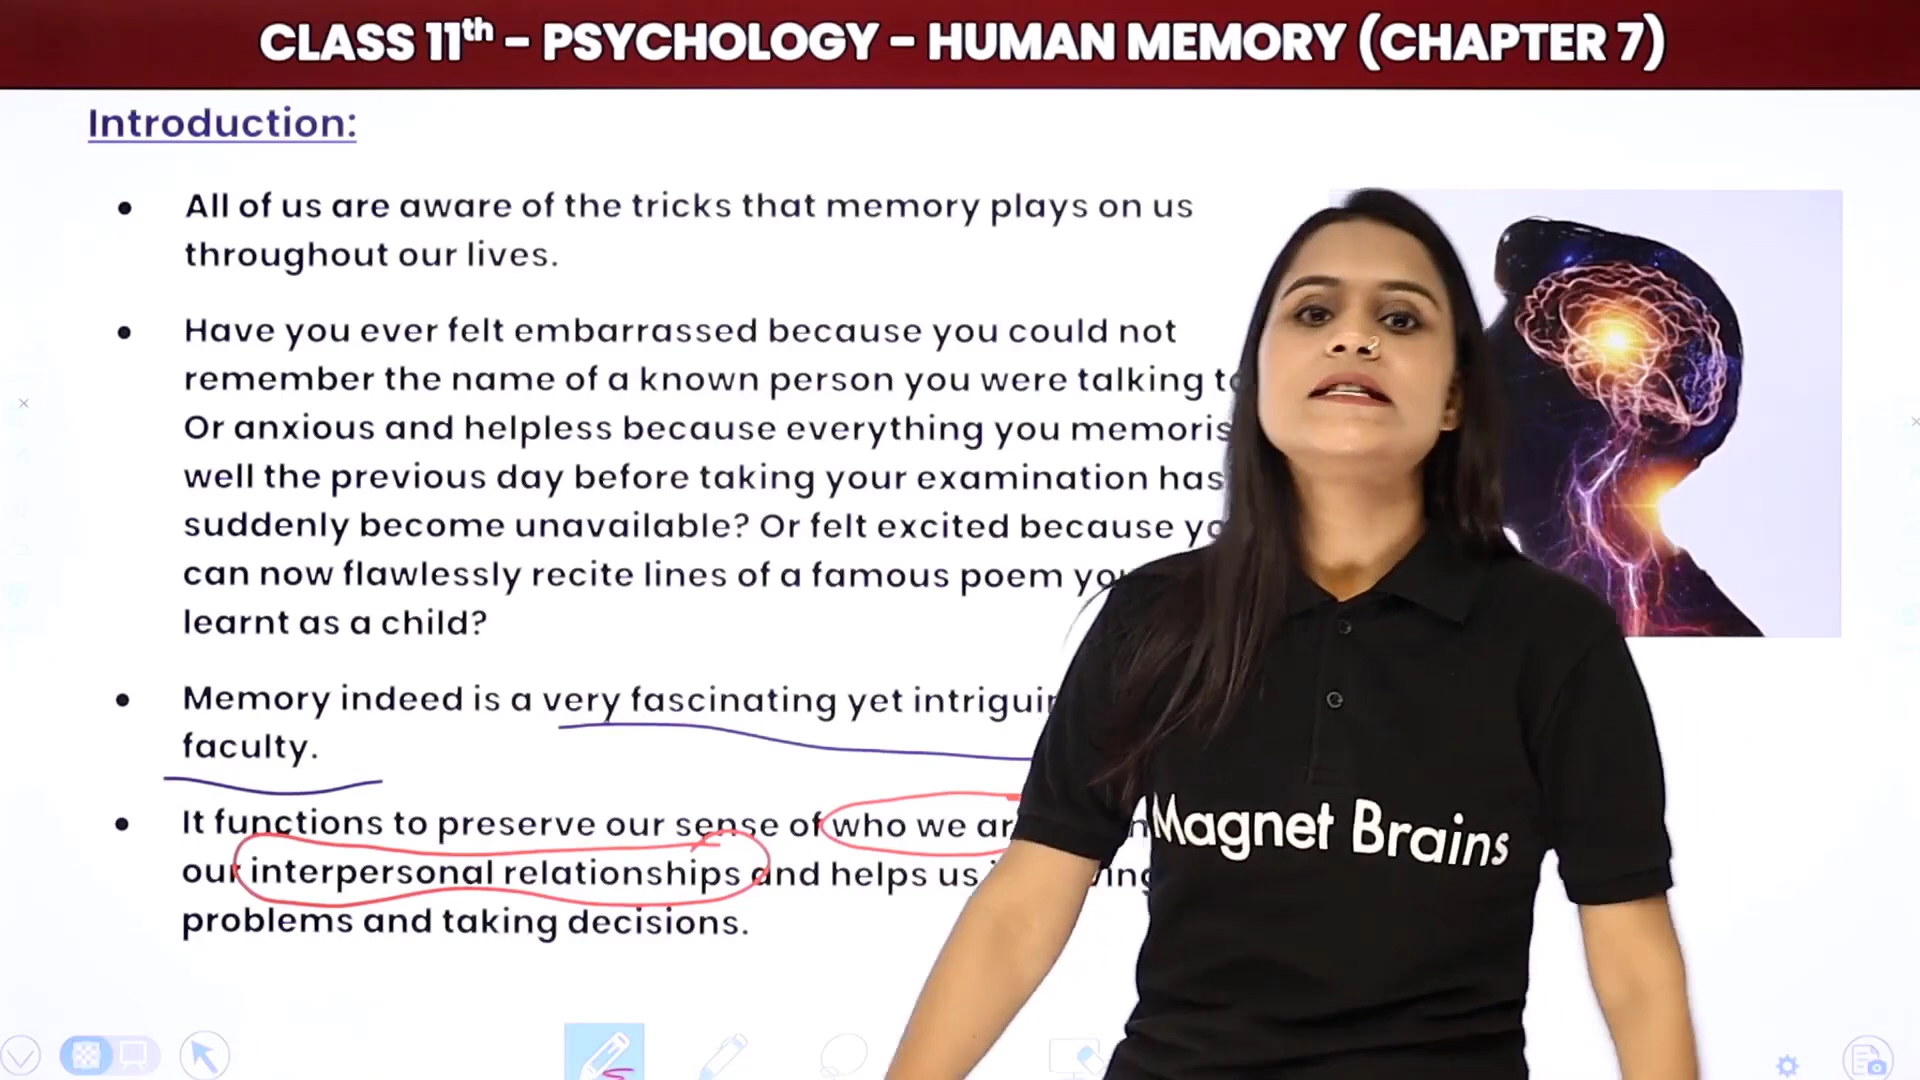 CLASS 11th - PSYCHOLOGY - HUMAN MEMORY (CHAPTER 7)
Introduction:
• All of us are aware of the tricks that memory plays on us
throughout our lives.
• Have you ever felt embarrassed because you could not
remember the name of a known person you were talking
Or anxious and helpless because everything you
well the previous day before taking your examination has
suddenly become unavailable? Or felt excited because
can now flawlessly recite lines of a famous poem
learnt as a child?
• Memory indeed is a very fascinating yet
faculty.
• It functions to preserve our sense of who we
our interpersonal relationships and helps us
problems and taking decisions.
Magnet Brains